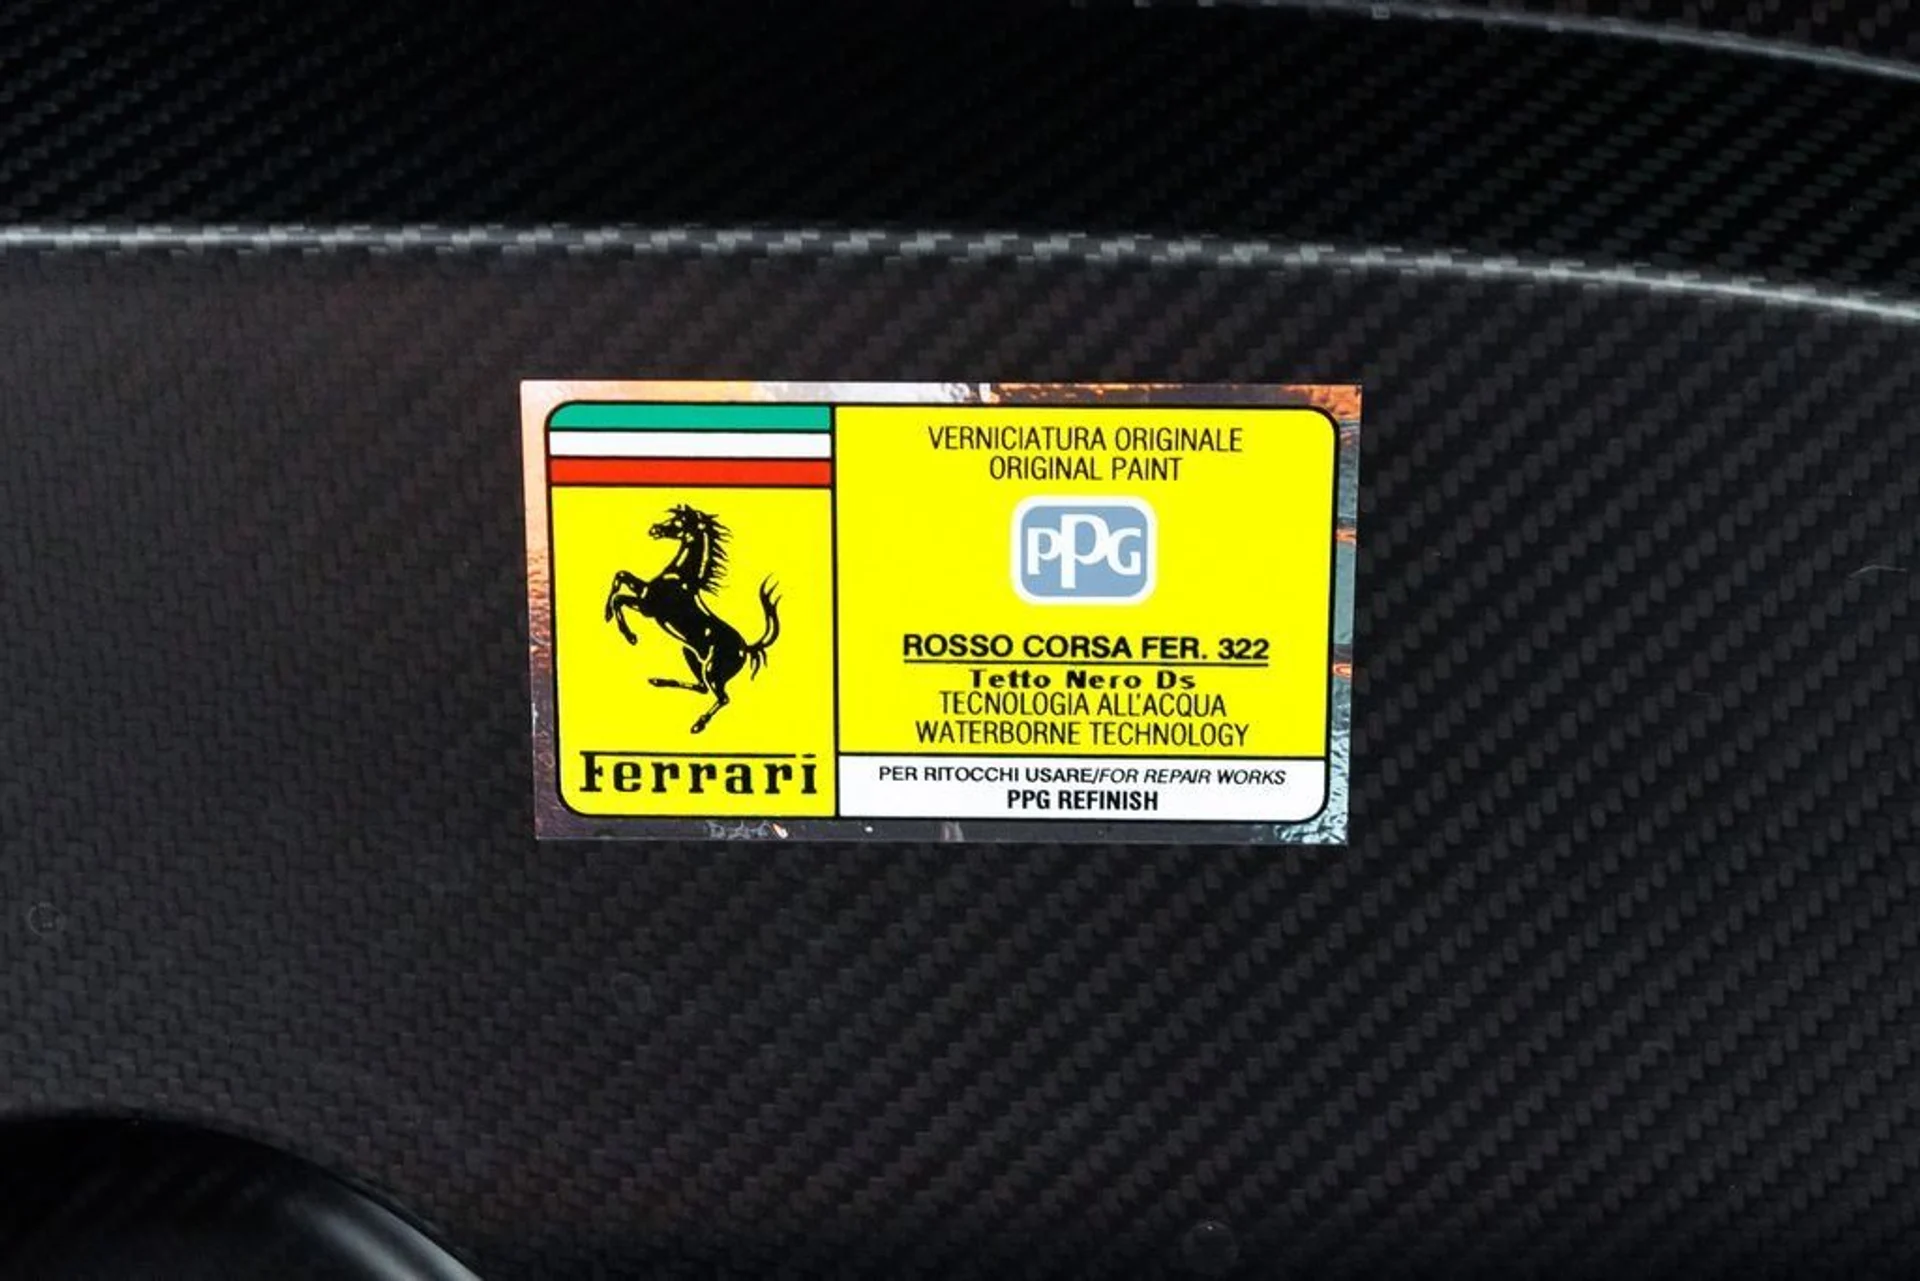 VERNICIATURA ORIGINALE
ORIGINAL PAINT
PPG
ROSSO CORSA FER. 322
Tetto Nero Ds
TECNOLOGIA ALL'ACQUA
WATERBORNE TECHNOLOGY
Ferrari
PER RITOCCHI USARE/FOR REPAIR WORKS
PPG REFINISH